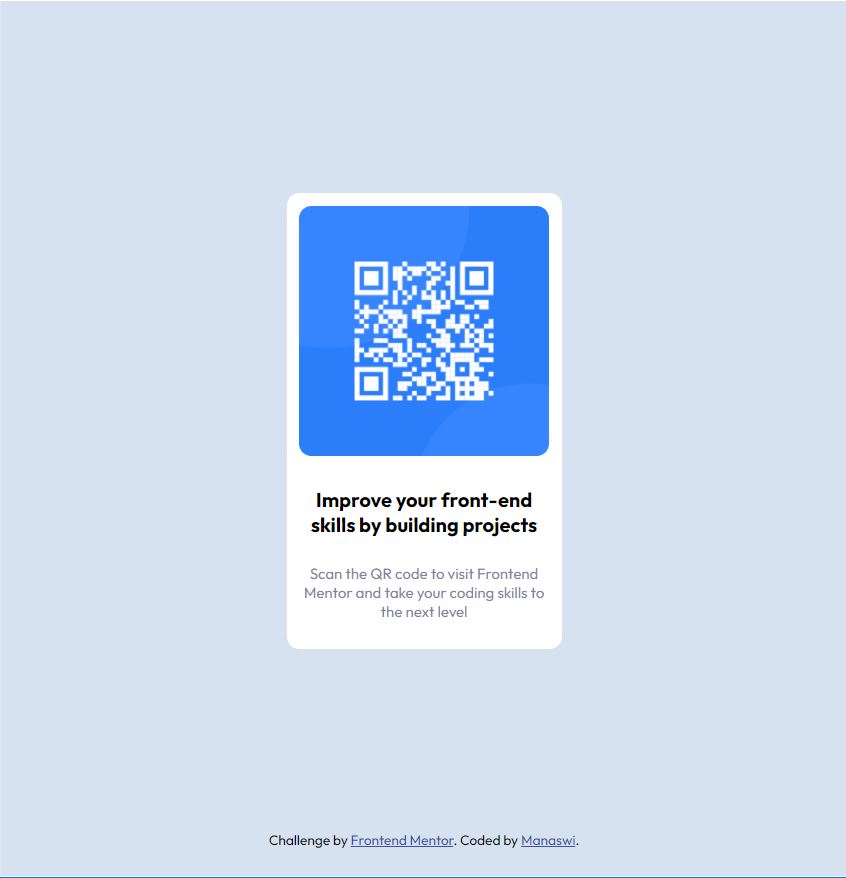 Improve your front-end
skills by building projects
Scan the QR code to visit Frontend
Mentor and take your coding skills to
the next level
Challenge by Frontend Mentor. Coded by Manaswi.